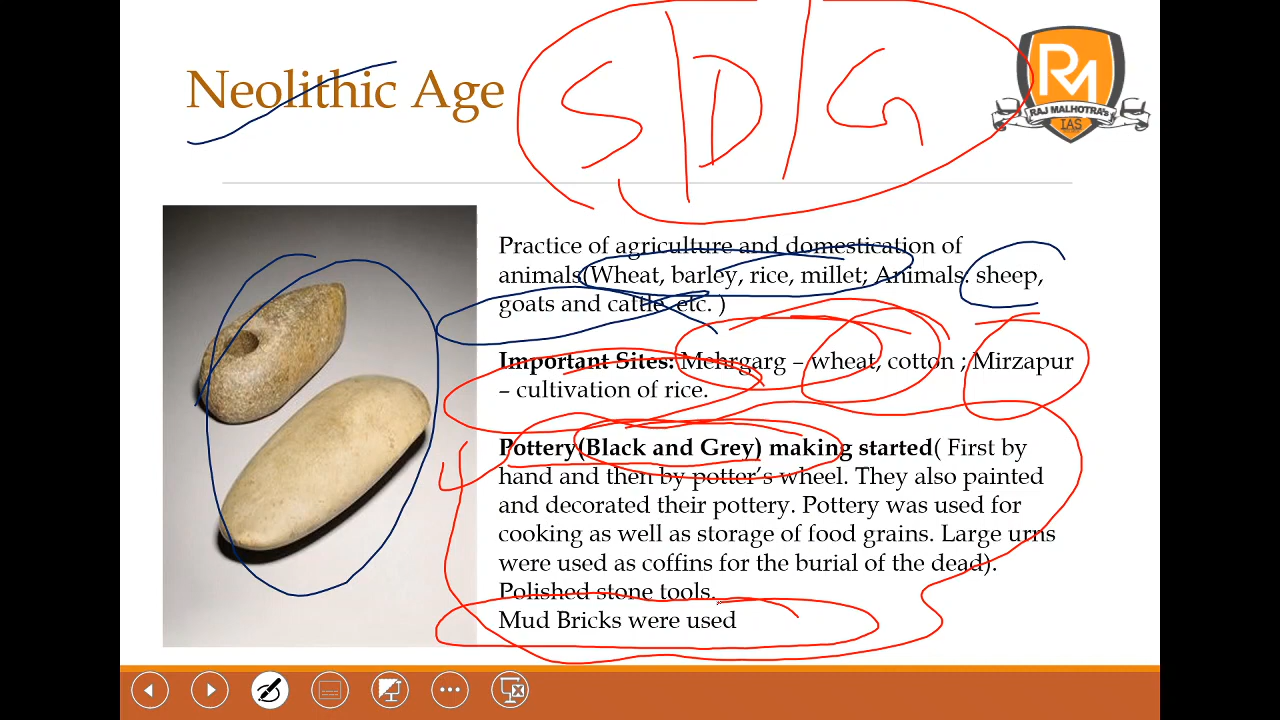 Neolithic Age
S D G
RM
RAJ MALHOTRA's
IAS
Practice of agriculture and domestication of
animals(Wheat, barley, rice, millet; Animals: sheep,
goats and cattle etc. )
Important Sites: Mehrgarg – wheat, cotton ; Mirzapur
– cultivation of rice.
Pottery(Black and Grey) making started( First by
hand and then by potter’s wheel. They also painted
and decorated their pottery. Pottery was used for
cooking as well as storage of food grains. Large urns
were used as coffins for the burial of the dead).
Polished stone tools.
Mud Bricks were used